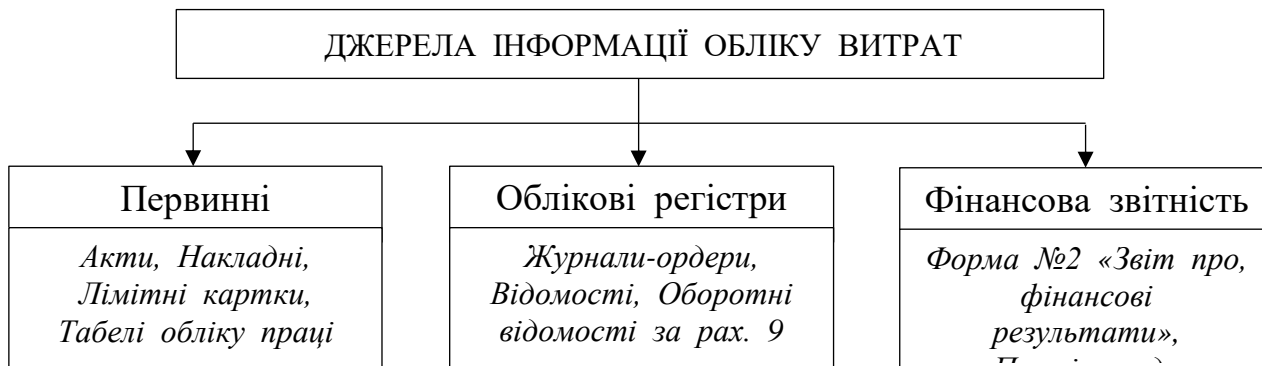 ДЖЕРЕЛА ІНФОРМАЦІЇ ОБЛІКУ ВИТРАТ
Первинні
Акти, Накладні,
Лімітні картки,
Табелі обліку праці
Облікові регістри
Журнали-ордери,
Відомості, Оборотні
відомості за рах. 9
Фінансова звітність
Форма №2 «Звіт про,
фінансові
результати»,